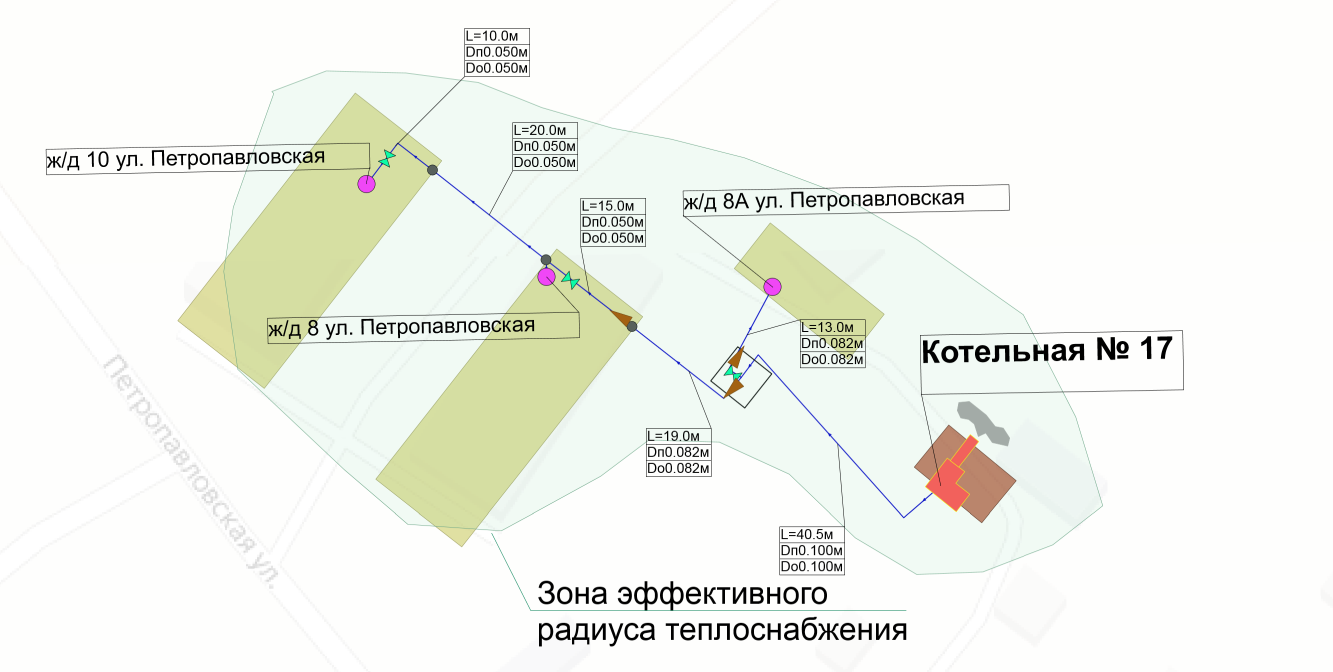 L=10.0м
Dп0.050м
Dо0.050м
L=20.0м
Dп0.050м
Dо0.050м
ж/д 10 ул. Петропавловская
L=15.0м
Dп0.050м
Dо0.050м
ж/д 8А ул. Петропавловская
ж/д 8 ул. Петропавловская
L=13.0м
Dп0.082м
Dо0.082м
Котельная № 17
Петропавловская ул.
L=19.0м
Dп0.082м
Dо0.082м
L=40.5м
Dп0.100м
Dо0.100м
Зона эффективного
радиуса теплоснабжения